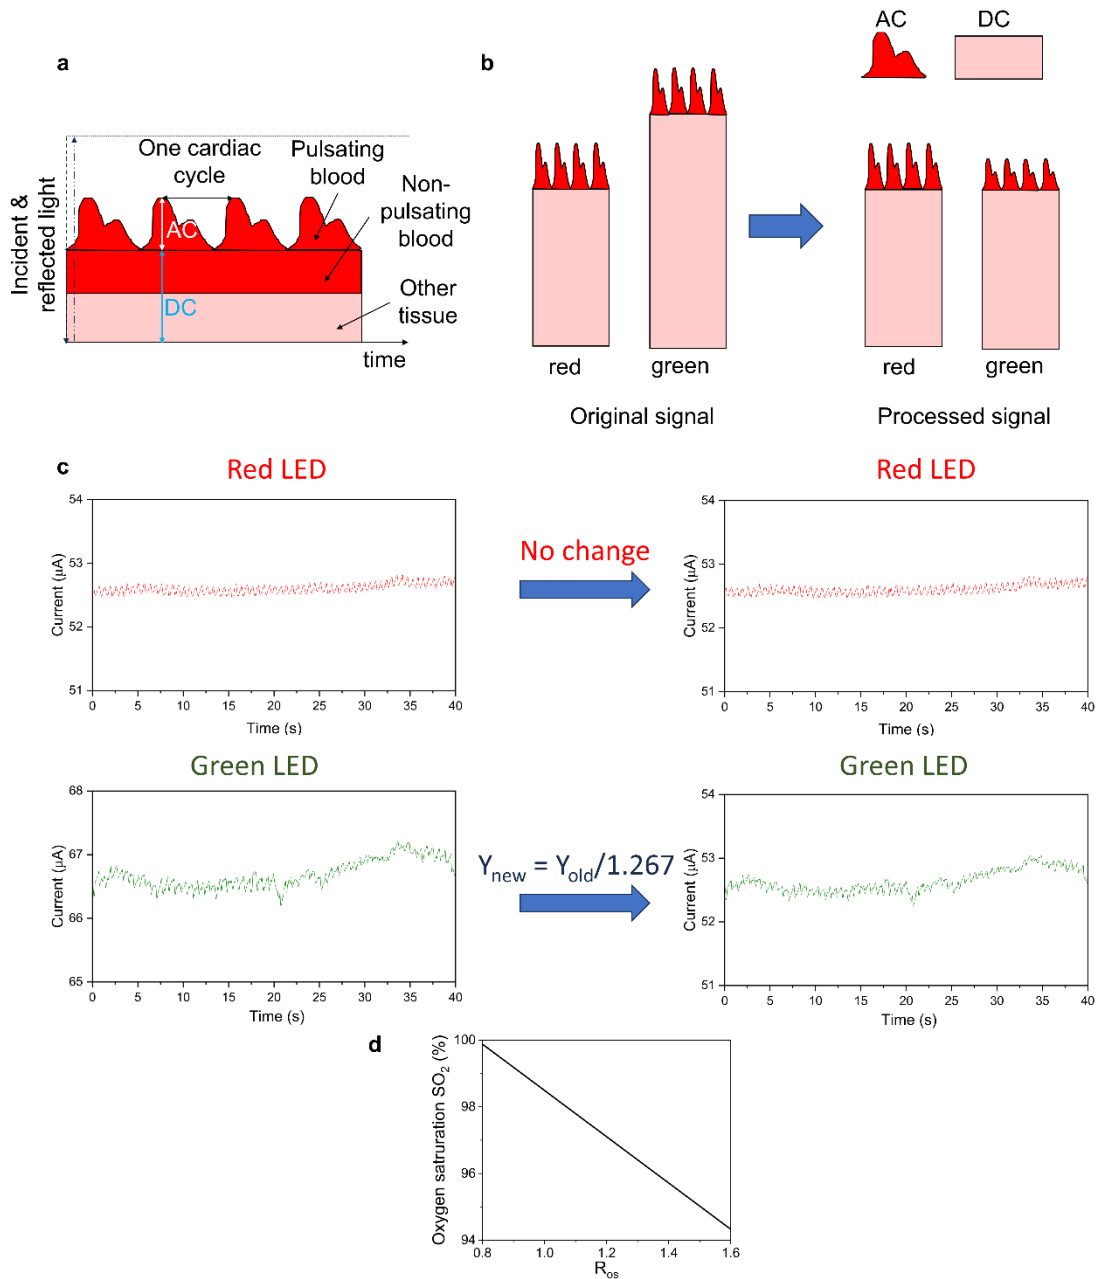 a
Incident &
reflected light
One cardiac
cycle
Pulsating
blood
Non-
pulsating
blood
AC
DC
Other
tissue
time
b
AC
DC
red
green
red
green
Original signal
Processed signal
c
Red LED
Red LED
54
53
52
51
Current (μA)
0 5 10 15 20 25 30 35 40
Time (s)
No change
54
53
52
51
Current (μA)
0 5 10 15 20 25 30 35 40
Time (s)
Green LED
Green LED
68
67
66
65
Current (μA)
0 5 10 15 20 25 30 35 40
Time (s)
Ynew = Yold/1.267
54
53
52
51
Current (μA)
0 5 10 15 20 25 30 35 40
Time (s)
d
Oxygen satruration SO2 (%)
100
98
96
94
0.8 1.0 1.2 1.4 1.6
Ros